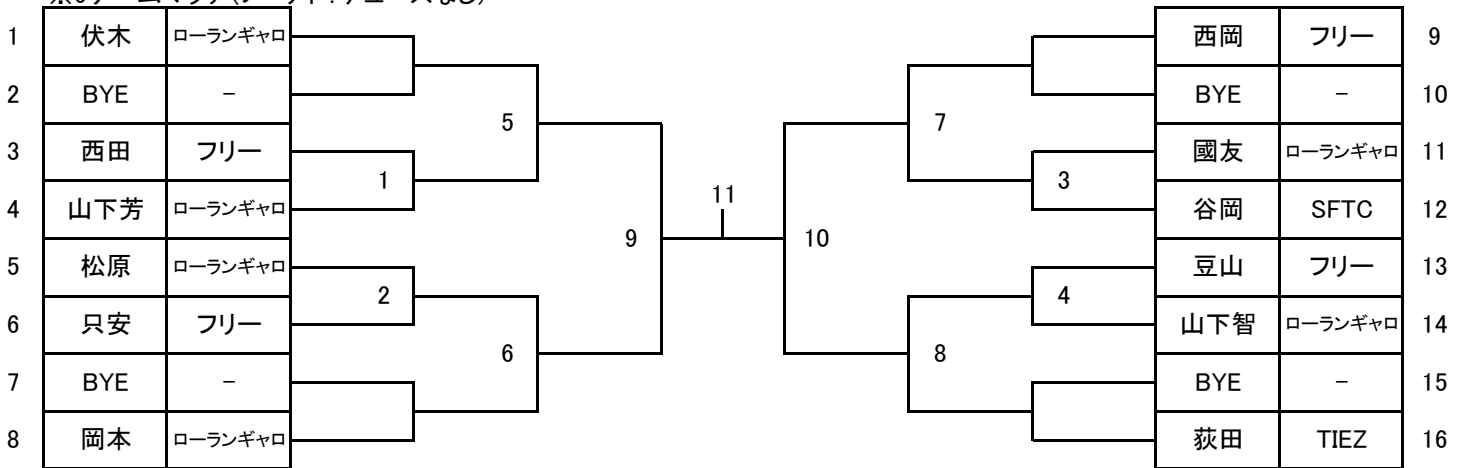 1 伏木 ローランギャロ 西岡 フリー 9
2 BYE - BYE - 10
5 7
3 西田 フリー 國友 ローランギャロ 11
1 3
11
4 山下芳 ローランギャロ 谷岡 SFTC 12
9 10
5 松原 ローランギャロ 豆山 フリー 13
2 4
6 只安 フリー 山下智 ローランギャロ 14
6 8
7 BYE - BYE - 15
8 岡本 ローランギャロ 荻田 TIEZ 16